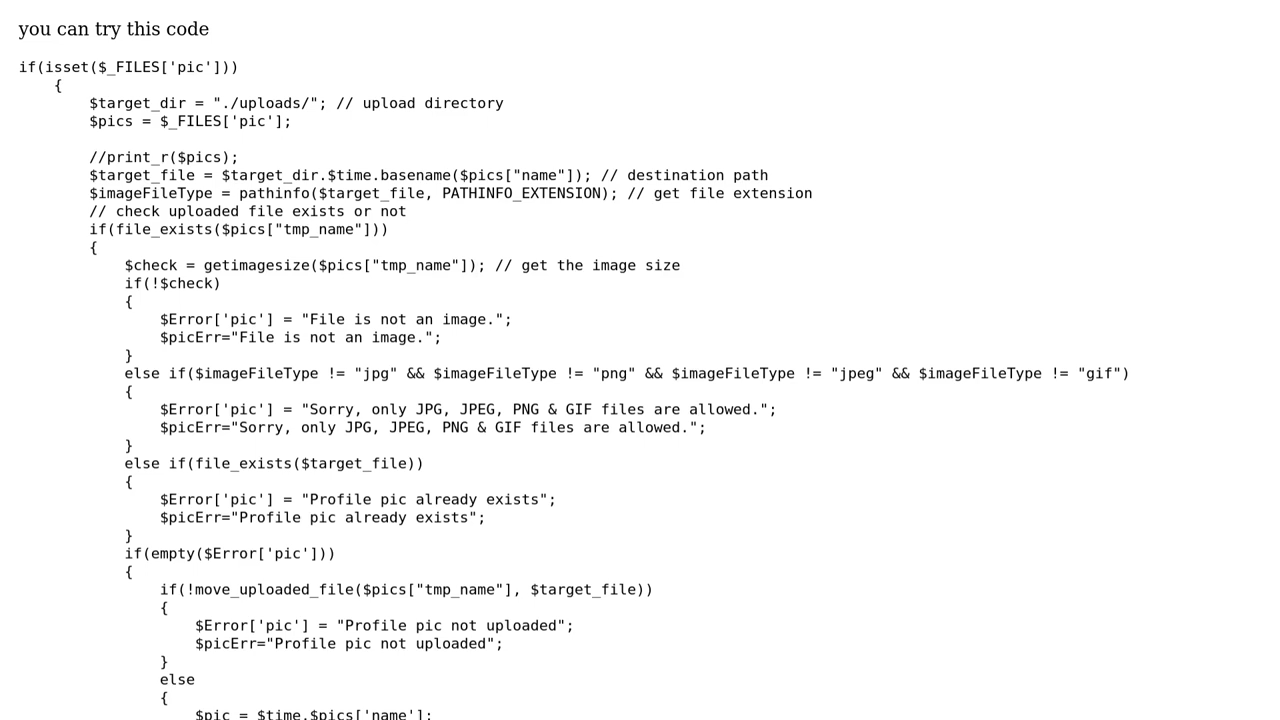 you can try this code
if(isset($_FILES['pic']))
    {
        $target_dir = "./uploads/"; // upload directory
        $pics = $_FILES['pic'];

        //print_r($pics);
        $target_file = $target_dir.$time.basename($pics["name"]); // destination path
        $imageFileType = pathinfo($target_file, PATHINFO_EXTENSION); // get file extension
        // check uploaded file exists or not
        if(file_exists($pics["tmp_name"]))
        {
            $check = getimagesize($pics["tmp_name"]); // get the image size
            if(!$check)
            {
                $Error['pic'] = "File is not an image.";
                $picErr="File is not an image.";
            }
            else if($imageFileType != "jpg" && $imageFileType != "png" && $imageFileType != "jpeg" && $imageFileType != "gif")
            {
                $Error['pic'] = "Sorry, only JPG, JPEG, PNG & GIF files are allowed.";
                $picErr="Sorry, only JPG, JPEG, PNG & GIF files are allowed.";
            }
            else if(file_exists($target_file))
            {
                $Error['pic'] = "Profile pic already exists";
                $picErr="Profile pic already exists";
            }
            if(empty($Error['pic']))
            {
                if(!move_uploaded_file($pics["tmp_name"], $target_file))
                {
                    $Error['pic'] = "Profile pic not uploaded";
                    $picErr="Profile pic not uploaded";
                }
                else
                {
                    $pic = $time.$pics['name'];